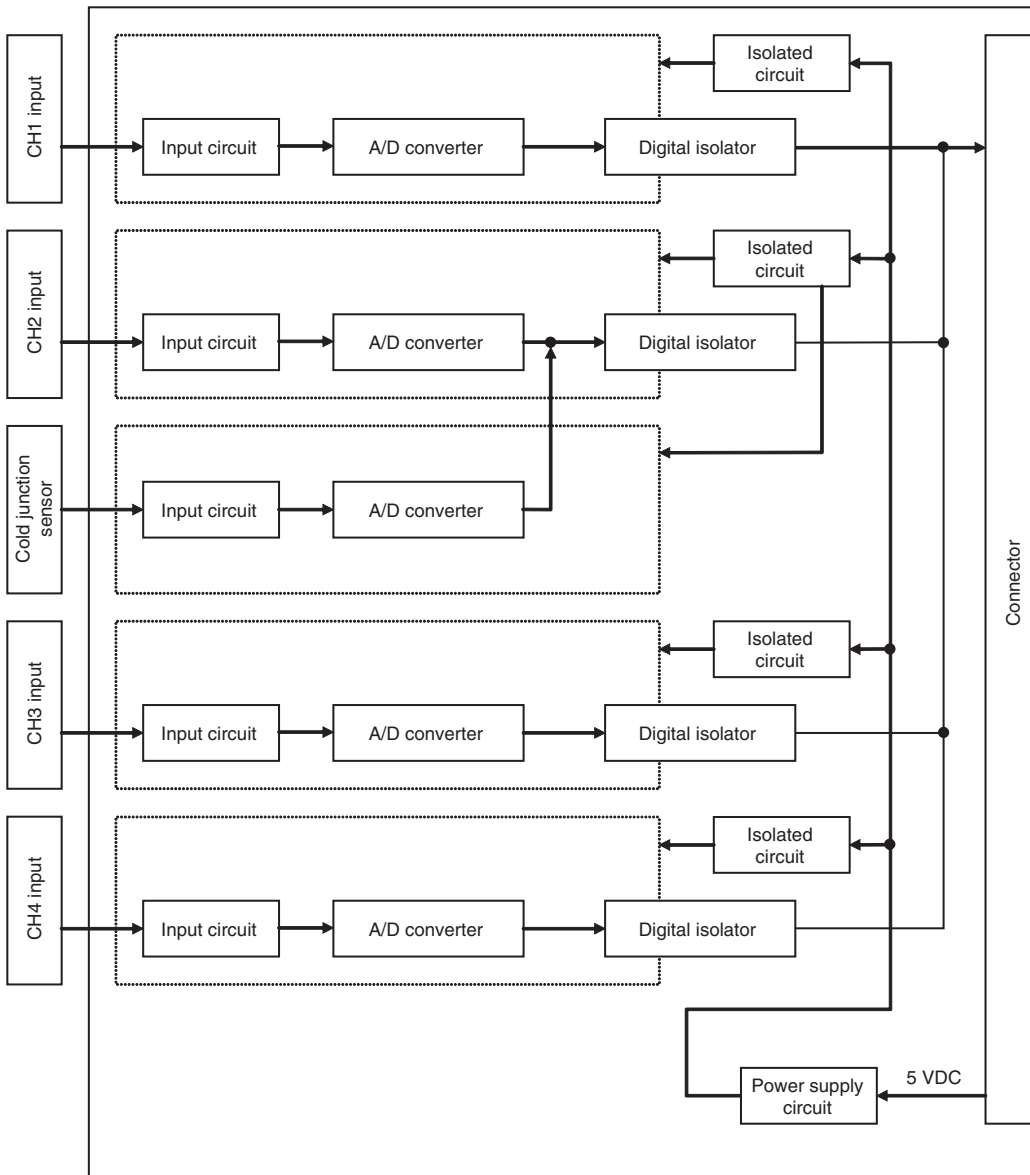 CH1 input
Input circuit
A/D converter
Digital isolator
Isolated
circuit
CH2 input
Input circuit
A/D converter
Digital isolator
Isolated
circuit
Cold junction
sensor
Input circuit
A/D converter
Connector
CH3 input
Input circuit
A/D converter
Digital isolator
Isolated
circuit
CH4 input
Input circuit
A/D converter
Digital isolator
Isolated
circuit
Power supply
circuit
5 VDC